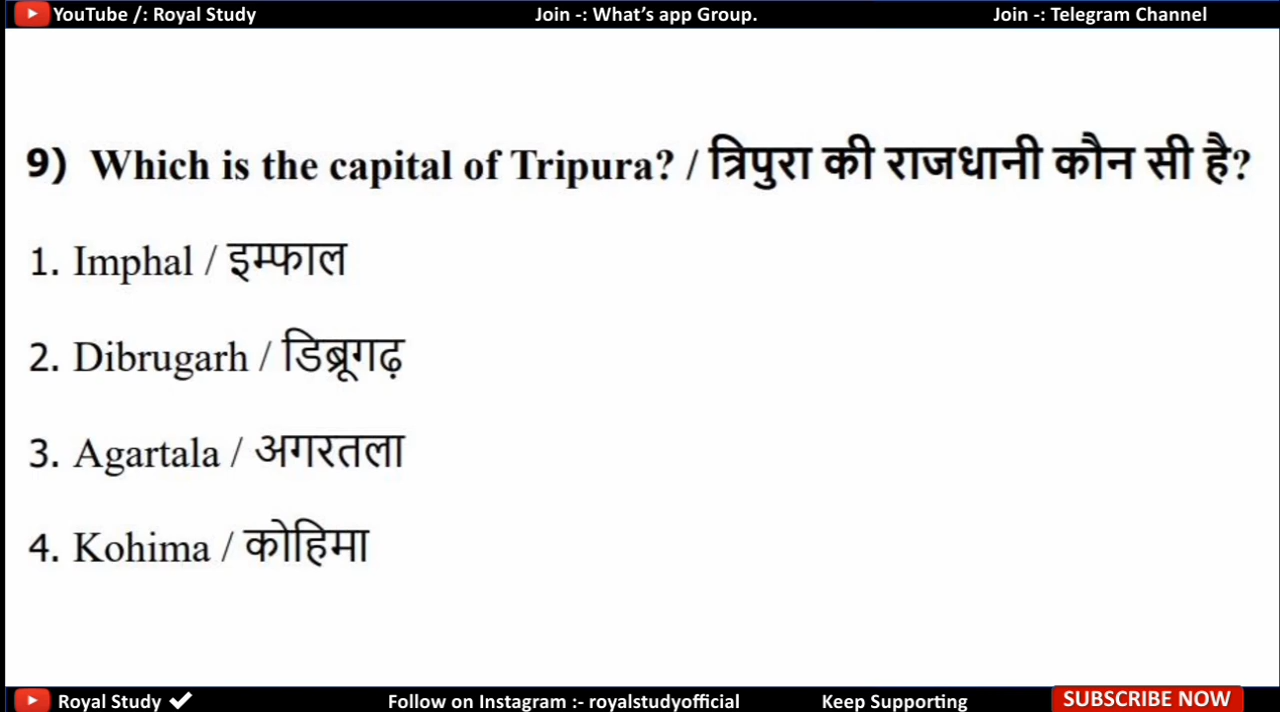 YouTube /: Royal Study Join -: What's app Group. Join -: Telegram Channel
9) Which is the capital of Tripura? / त्रिपुरा की राजधानी कौन सी है?
1. Imphal / इम्फाल
2. Dibrugarh / डिब्रूगढ़
3. Agartala / अगरतला
4. Kohima / कोहिमा
Royal Study Follow on Instagram :- royalstudyofficial Keep Supporting SUBSCRIBE NOW